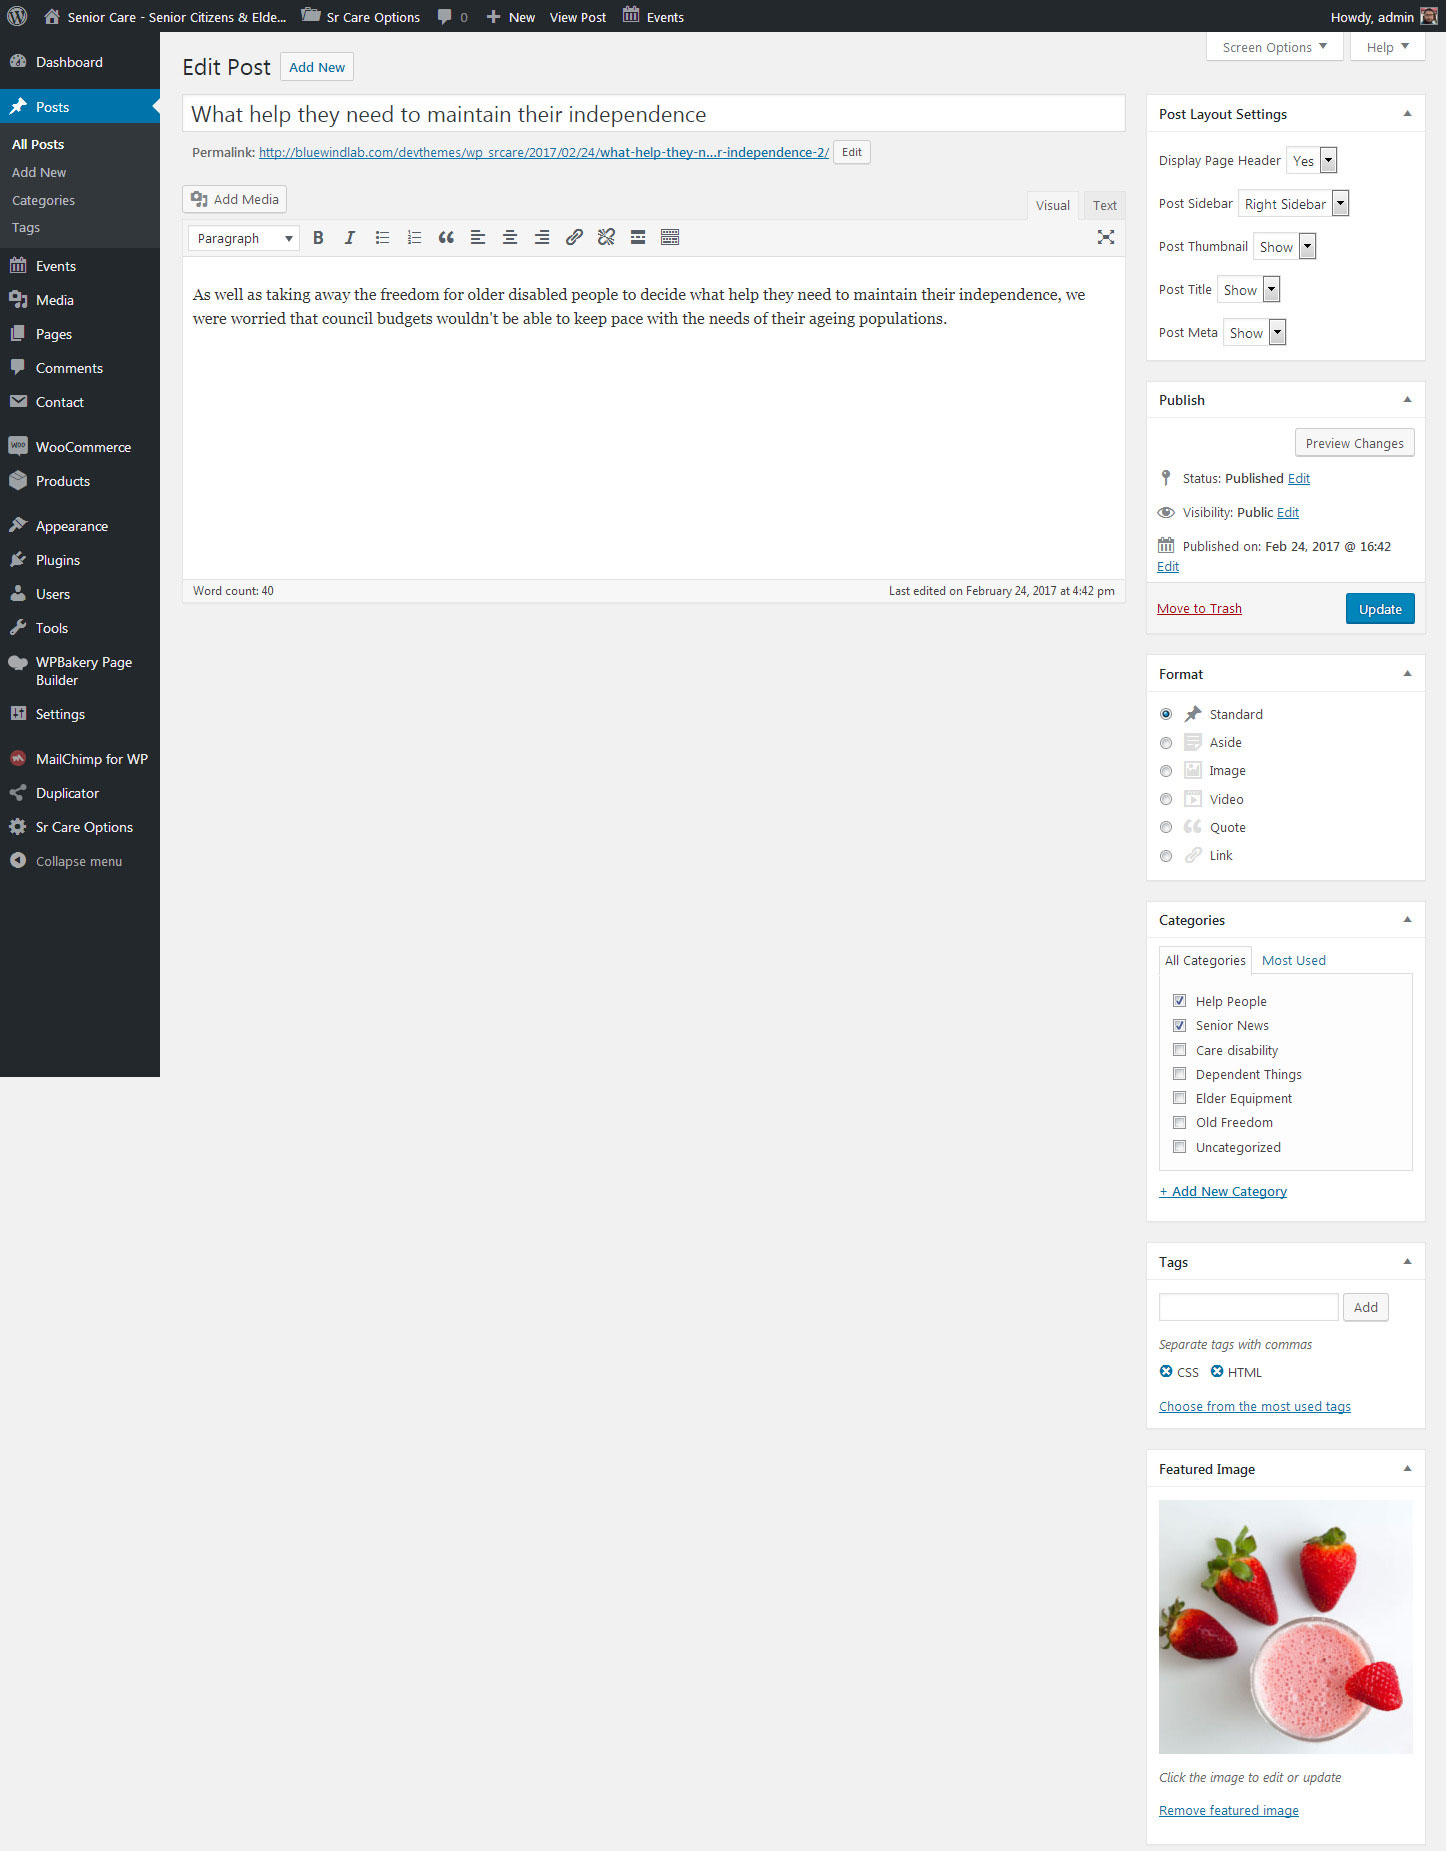 Senior Care - Senior Citizens & Elde...
Sr Care Options
0
New
View Post
Events
Howdy, admin
Screen Options
Help
Dashboard
Posts
All Posts
Add New
Categories
Tags
Events
Media
Pages
Comments
Contact
WooCommerce
Products
Appearance
Plugins
Users
Tools
WPBakery Page
Builder
Settings
MailChimp for WP
Duplicator
Sr Care Options
Collapse menu
Edit Post
Add New
What help they need to maintain their independence
Permalink: http://bluewindlab.com/devthemes/wp_srcare/2017/02/24/what-help-they-n...r-independence-2/ Edit
Add Media
Visual
Text
Paragraph
As well as taking away the freedom for older disabled people to decide what help they need to maintain their independence, we
were worried that council budgets wouldn't be able to keep pace with the needs of their ageing populations.
Word count: 40
Last edited on February 24, 2017 at 4:42 pm
Post Layout Settings
Display Page Header Yes
Post Sidebar Right Sidebar
Post Thumbnail Show
Post Title Show
Post Meta Show
Publish
Preview Changes
Status: Published Edit
Visibility: Public Edit
Published on: Feb 24, 2017 @ 16:42
Edit
Move to Trash
Update
Format
Standard
Aside
Image
Video
Quote
Link
Categories
All Categories
Most Used
Help People
Senior News
Care disability
Dependent Things
Elder Equipment
Old Freedom
Uncategorized
+ Add New Category
Tags
Add
Separate tags with commas
CSS HTML
Choose from the most used tags
Featured Image
Click the image to edit or update
Remove featured image